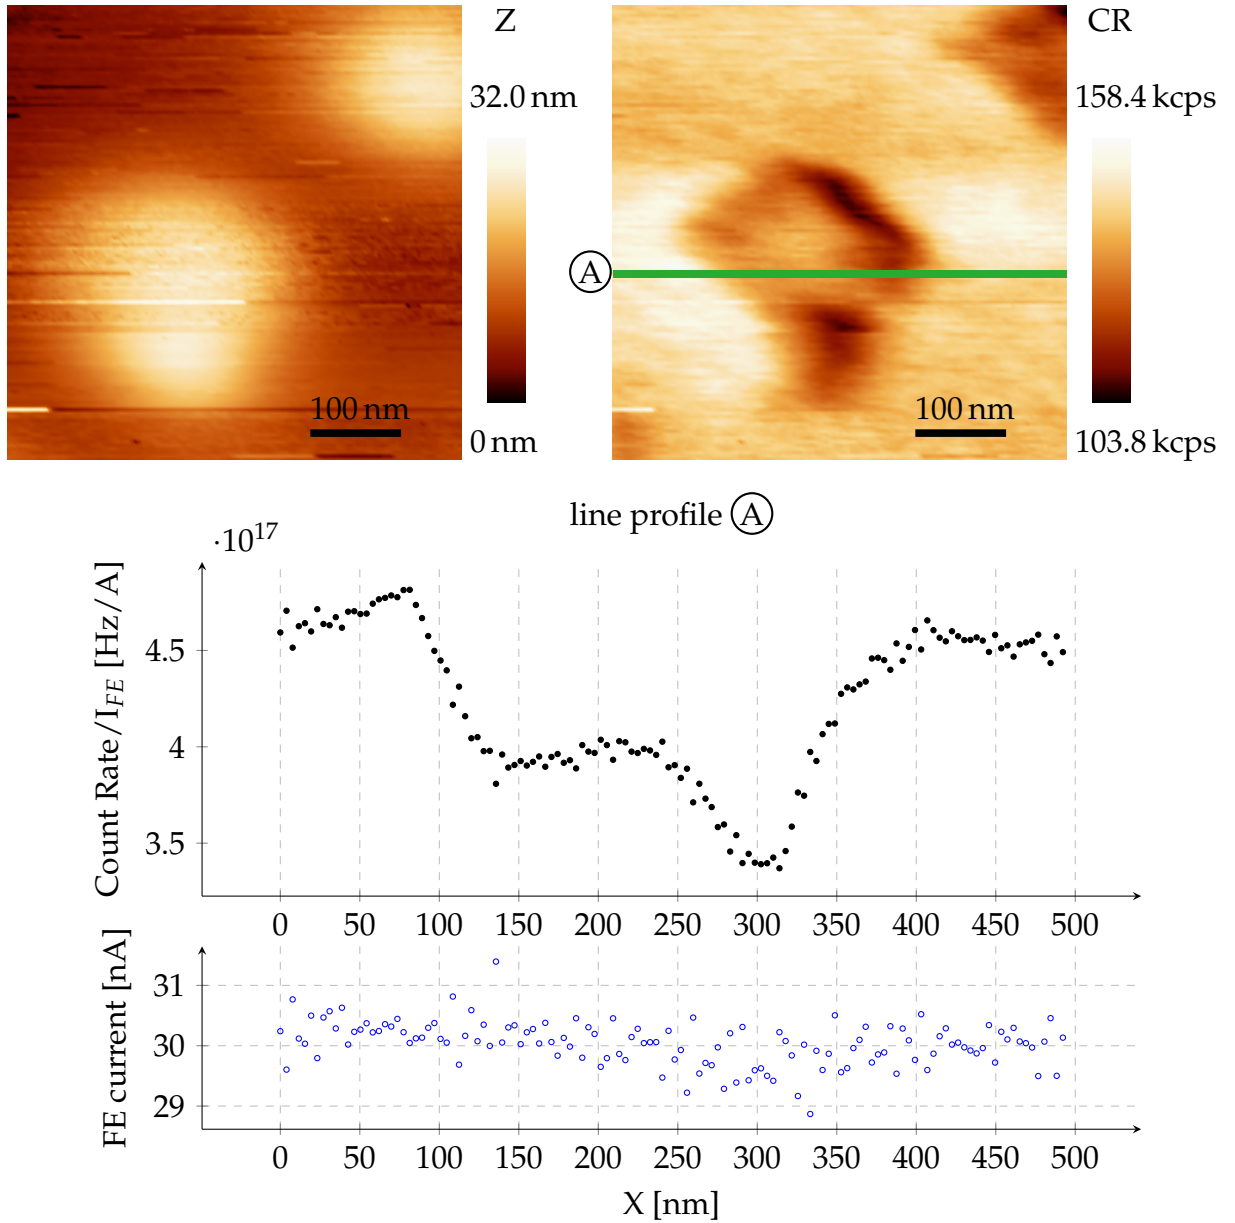 Z
32.0 nm
0 nm
100 nm
CR
158.4 kcps
103.8 kcps
100 nm
A
line profile A
·10¹⁷
Count Rate/I_FE [Hz/A]
4.5
4
3.5
0 50 100 150 200 250 300 350 400 450 500
FE current [nA]
31
30
29
0 50 100 150 200 250 300 350 400 450 500
X [nm]